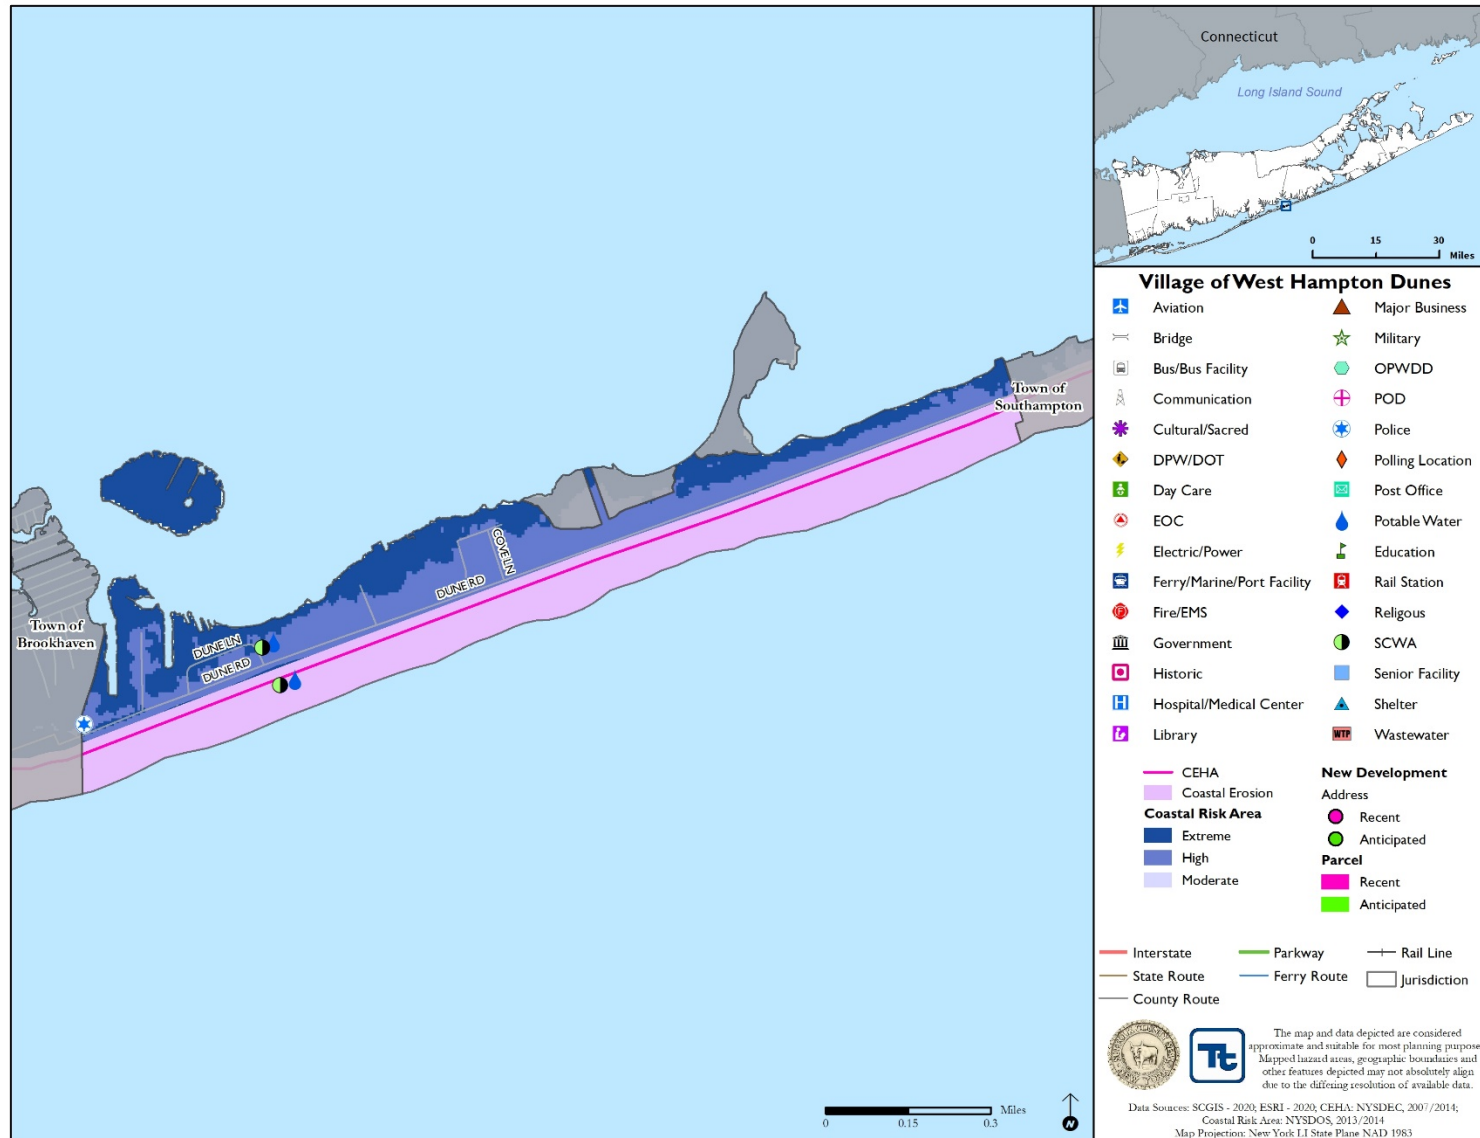 Connecticut
Long Island Sound
0 15 30
Miles
Town of
Southampton
COVE LN
DUNE RD
Town of
Brookhaven
DUNE LN
DUNE RD
Miles
0 0.15 0.3
N
Village of West Hampton Dunes
Aviation
Bridge
Bus/Bus Facility
Communication
Cultural/Sacred
DPW/DOT
Day Care
EOC
Electric/Power
Ferry/Marine/Port Facility
Fire/EMS
Government
Historic
Hospital/Medical Center
Library
Major Business
Military
OPWDD
POD
Police
Polling Location
Post Office
Potable Water
Education
Rail Station
Religous
SCWA
Senior Facility
Shelter
WTP Wastewater
CEHA
Coastal Erosion
Coastal Risk Area
Extreme
High
Moderate
New Development
Address
Recent
Anticipated
Parcel
Recent
Anticipated
Interstate
State Route
County Route
Parkway
Ferry Route
Rail Line
Jurisdiction
Tt
The map and data depicted are considered
approximate and suitable for most planning purpose
Mapped hazard areas, geographic boundaries and
other features depicted may not absolutely align
due to the differing resolution of available data.
Data Sources: SCGIS - 2020; ESRI - 2020; CEHA: NYSDEC, 2007/2014;
Coastal Risk Area: NYSDOS, 2013/2014
Map Projection: New York LI State Plane NAD 1983